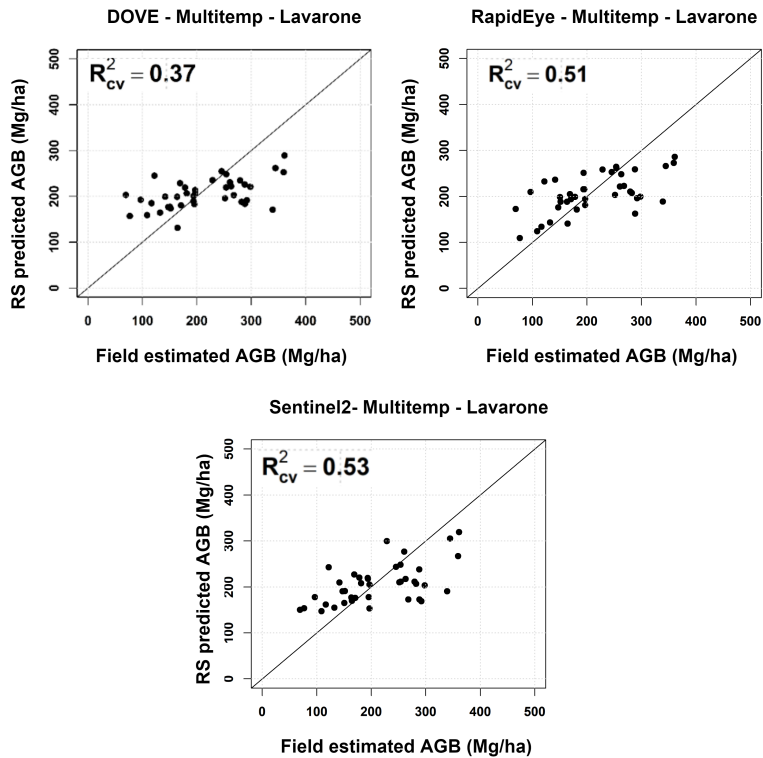 DOVE - Multitemp - Lavarone
R²cv = 0.37
RS predicted AGB (Mg/ha)
500
400
300
200
100
0
0 100 200 300 400 500
Field estimated AGB (Mg/ha)
RapidEye - Multitemp - Lavarone
R²cv = 0.51
RS predicted AGB (Mg/ha)
500
400
300
200
100
0
0 100 200 300 400 500
Field estimated AGB (Mg/ha)
Sentinel2- Multitemp - Lavarone
R²cv = 0.53
RS predicted AGB (Mg/ha)
500
400
300
200
100
0
0 100 200 300 400 500
Field estimated AGB (Mg/ha)